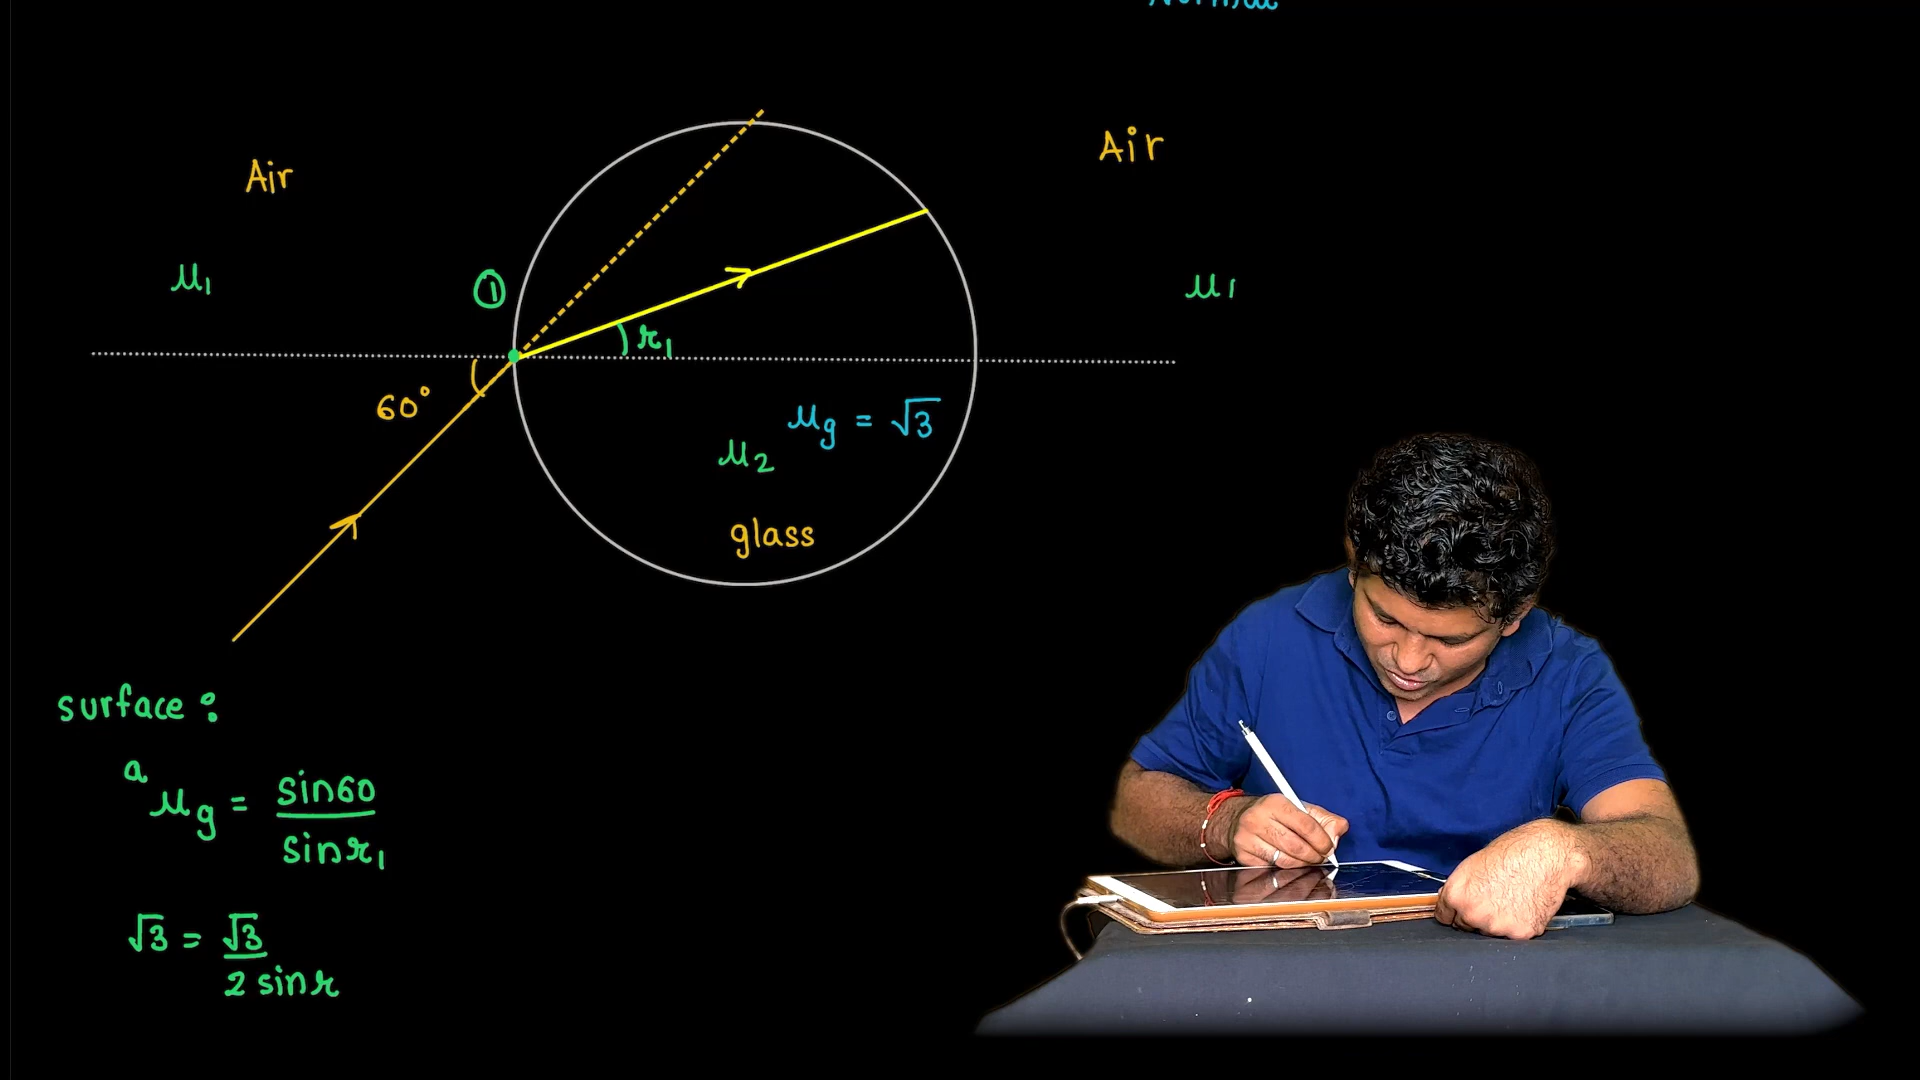 Normal
Air
Air
μ₁
①
μ₁
r₁
60°
μg = √3
μ₂
glass
surface :
ᵃμg = sin60 / sinr₁
√3 = √3 / 2 sinr